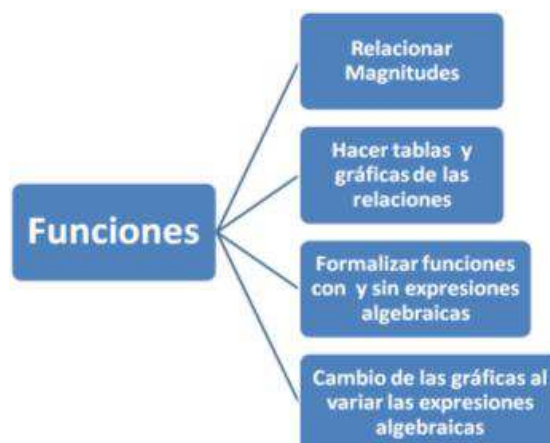 Funciones
Relacionar
Magnitudes
Hacer tablas y
gráficas de las
relaciones
Formalizar funciones
con y sin expresiones
algebraicas
Cambio de las gráficas al
variar las expresiones
algebraicas